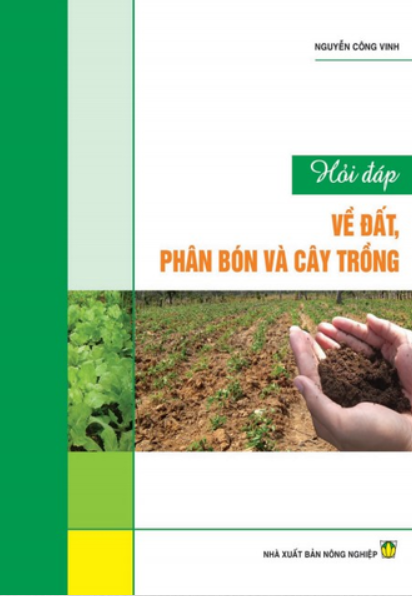 NGUYỄN CÔNG VINH
Hỏi đáp
VỀ ĐẤT,
PHÂN BÓN VÀ CÂY TRỒNG
NHÀ XUẤT BẢN NÔNG NGHIỆP